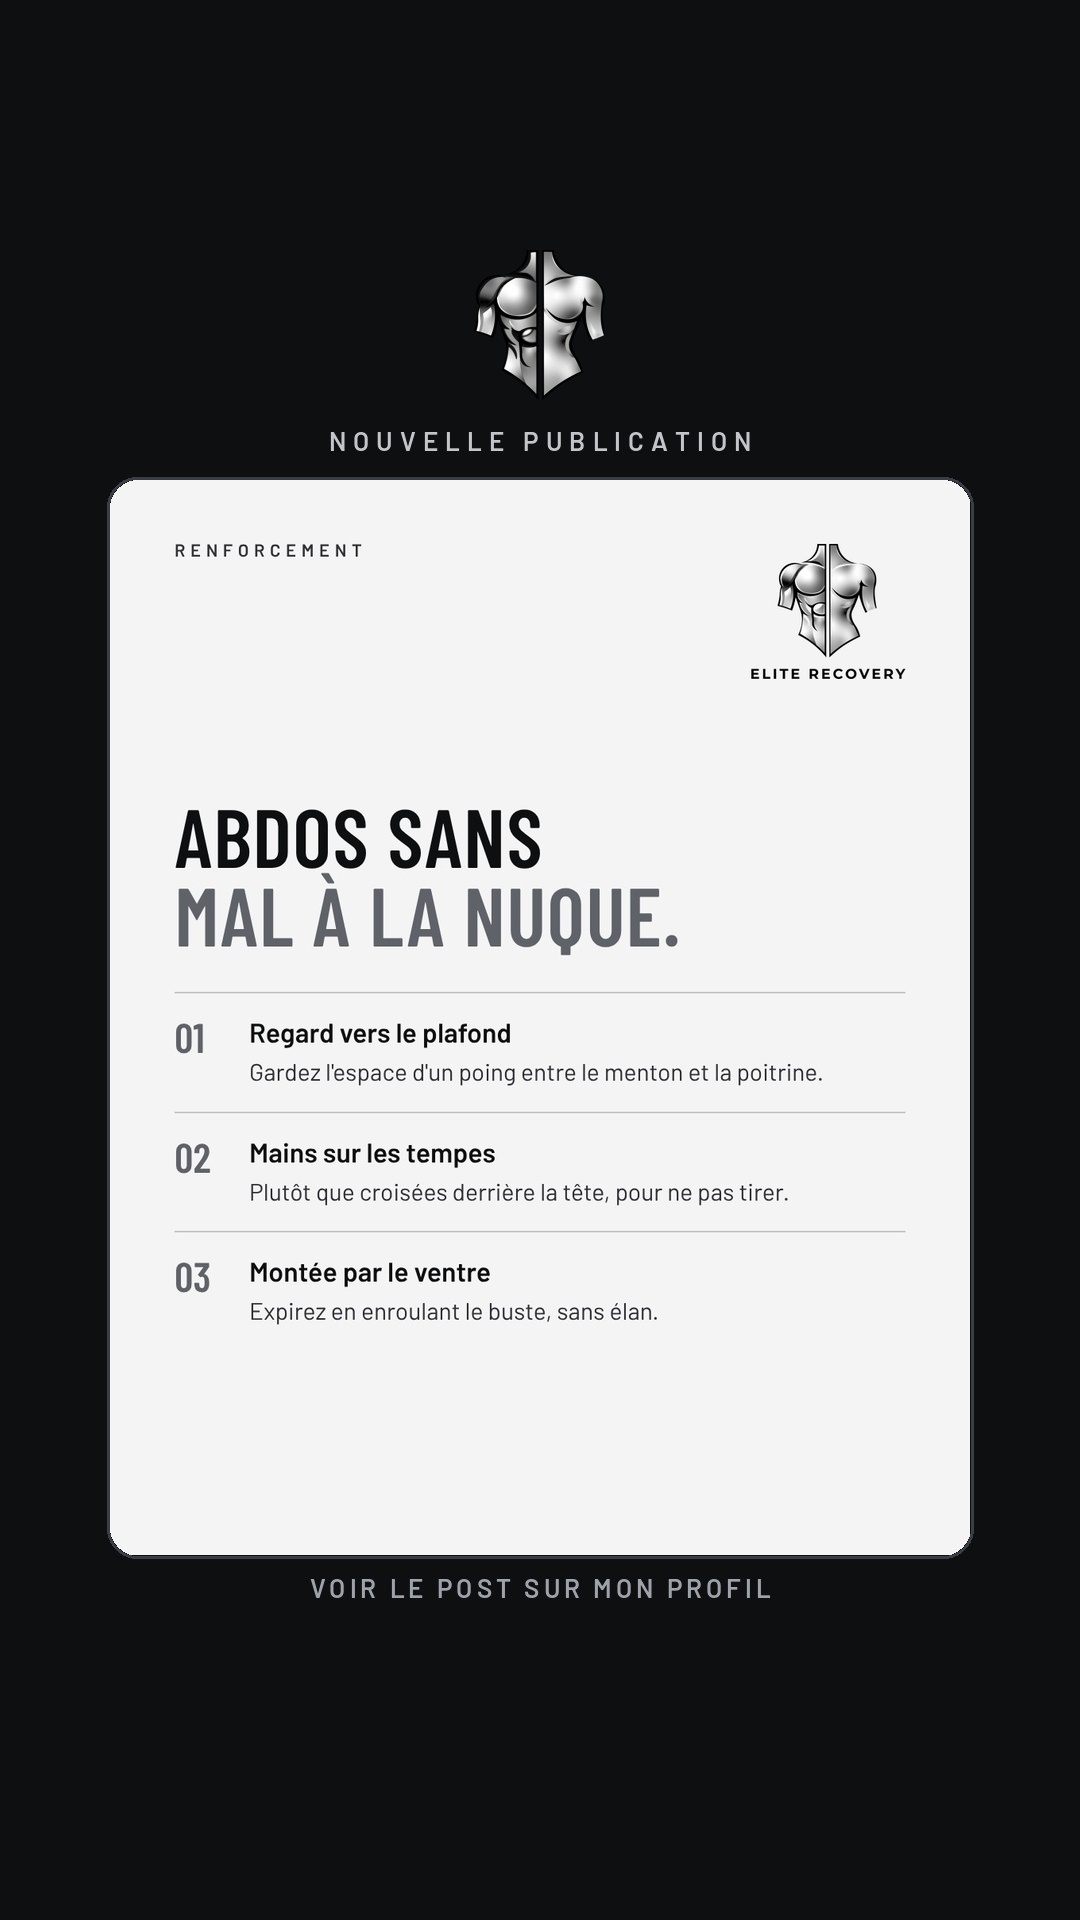 NOUVELLE PUBLICATION
RENFORCEMENT
ELITE RECOVERY
ABDOS SANS
MAL À LA NUQUE.
01
Regard vers le plafond
Gardez l'espace d'un poing entre le menton et la poitrine.
02
Mains sur les tempes
Plutôt que croisées derrière la tête, pour ne pas tirer.
03
Montée par le ventre
Expirez en enroulant le buste, sans élan.
VOIR LE POST SUR MON PROFIL